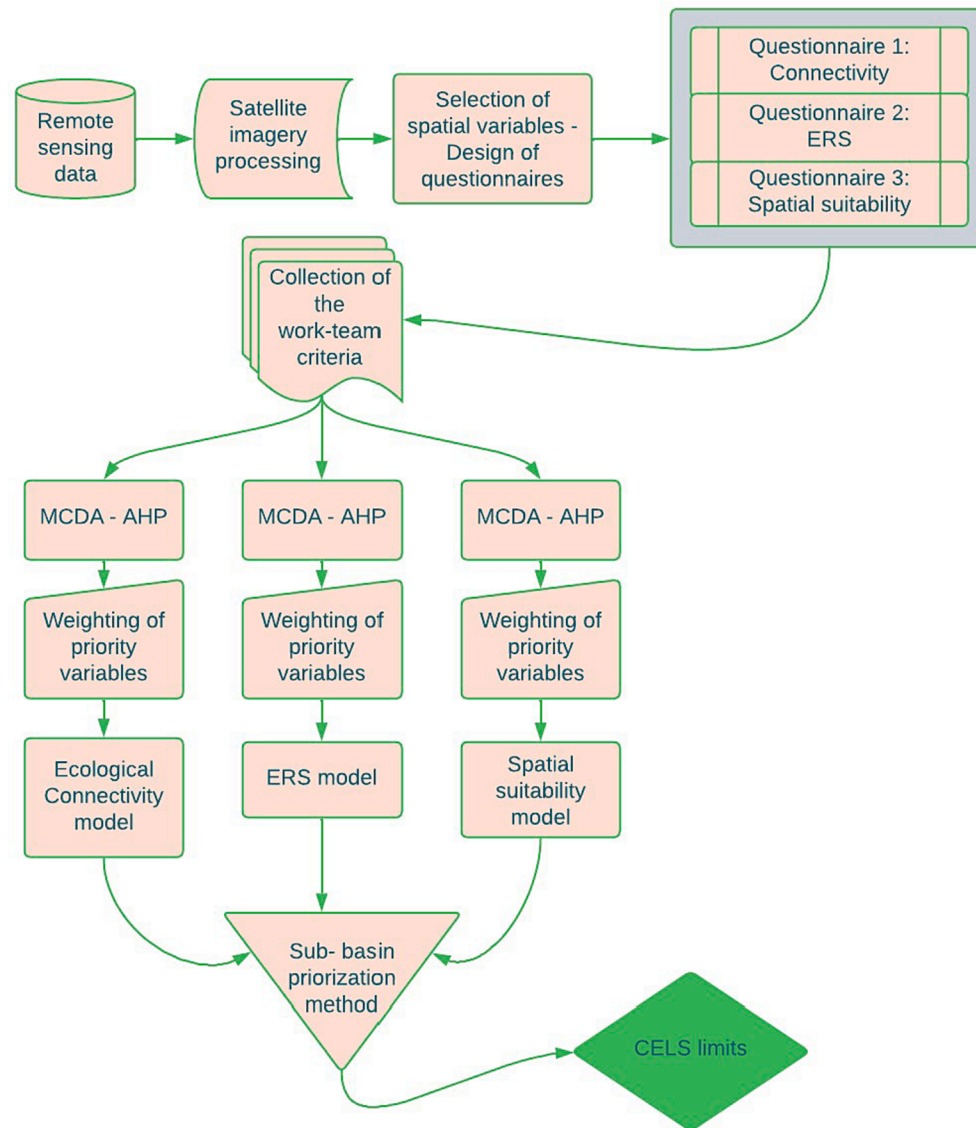 Remote
sensing
data
Satellite
imagery
processing
Selection of
spatial variables -
Design of
questionnaires
Questionnaire 1:
Connectivity
Questionnaire 2:
ERS
Questionnaire 3:
Spatial suitability
Collection of
the
work-team
criteria
MCDA - AHP
MCDA - AHP
MCDA - AHP
Weighting of
priority
variables
Weighting of
priority
variables
Weighting of
priority
variables
Ecological
Connectivity
model
ERS model
Spatial
suitability
model
Sub- basin
priorization
method
CELS limits